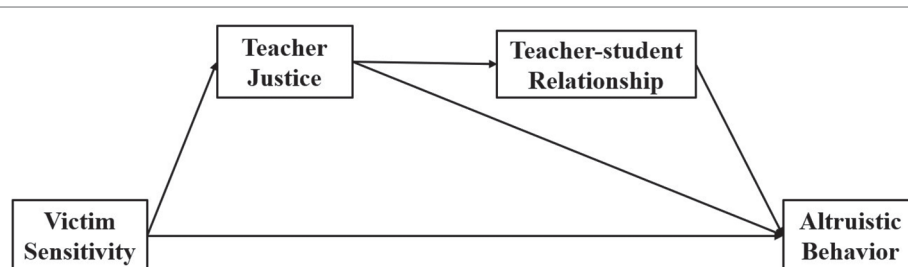 Teacher
Justice
Teacher-student
Relationship
Victim
Sensitivity
Altruistic
Behavior